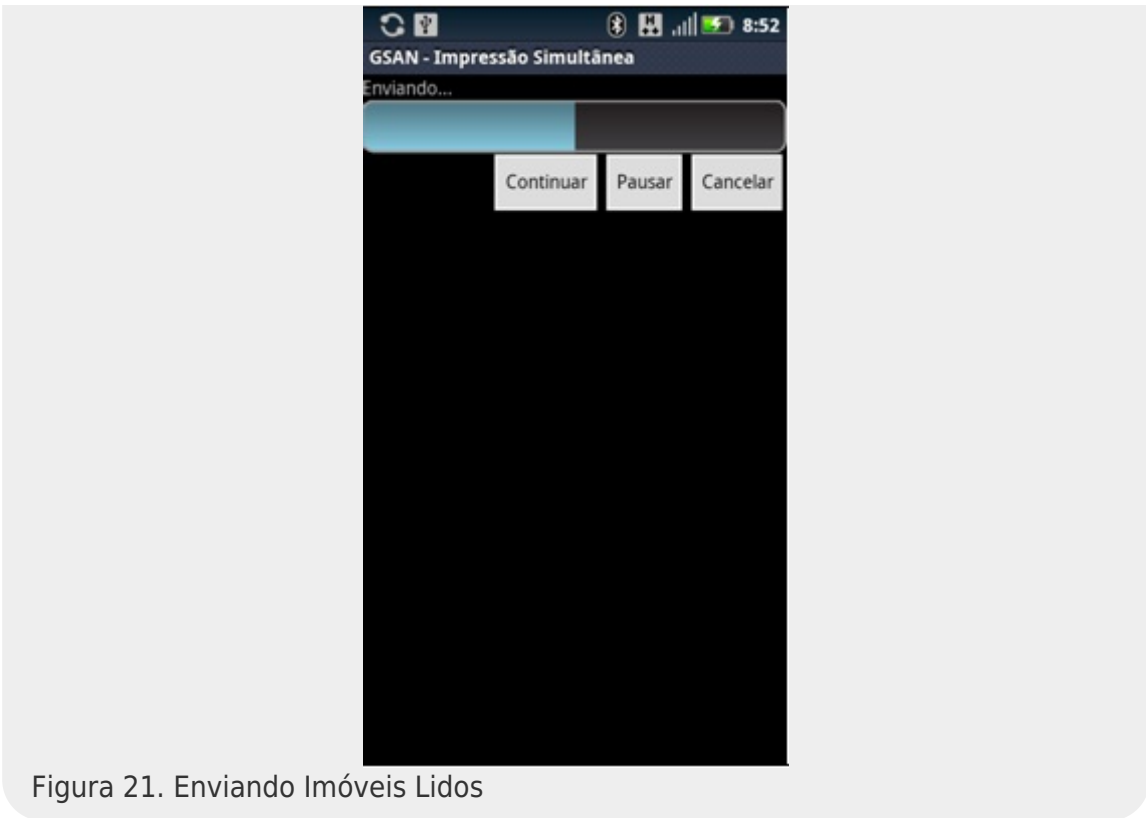 8:52
GSAN - Impressão Simultânea
Enviando...
Continuar Pausar Cancelar
Figura 21. Enviando Imóveis Lidos